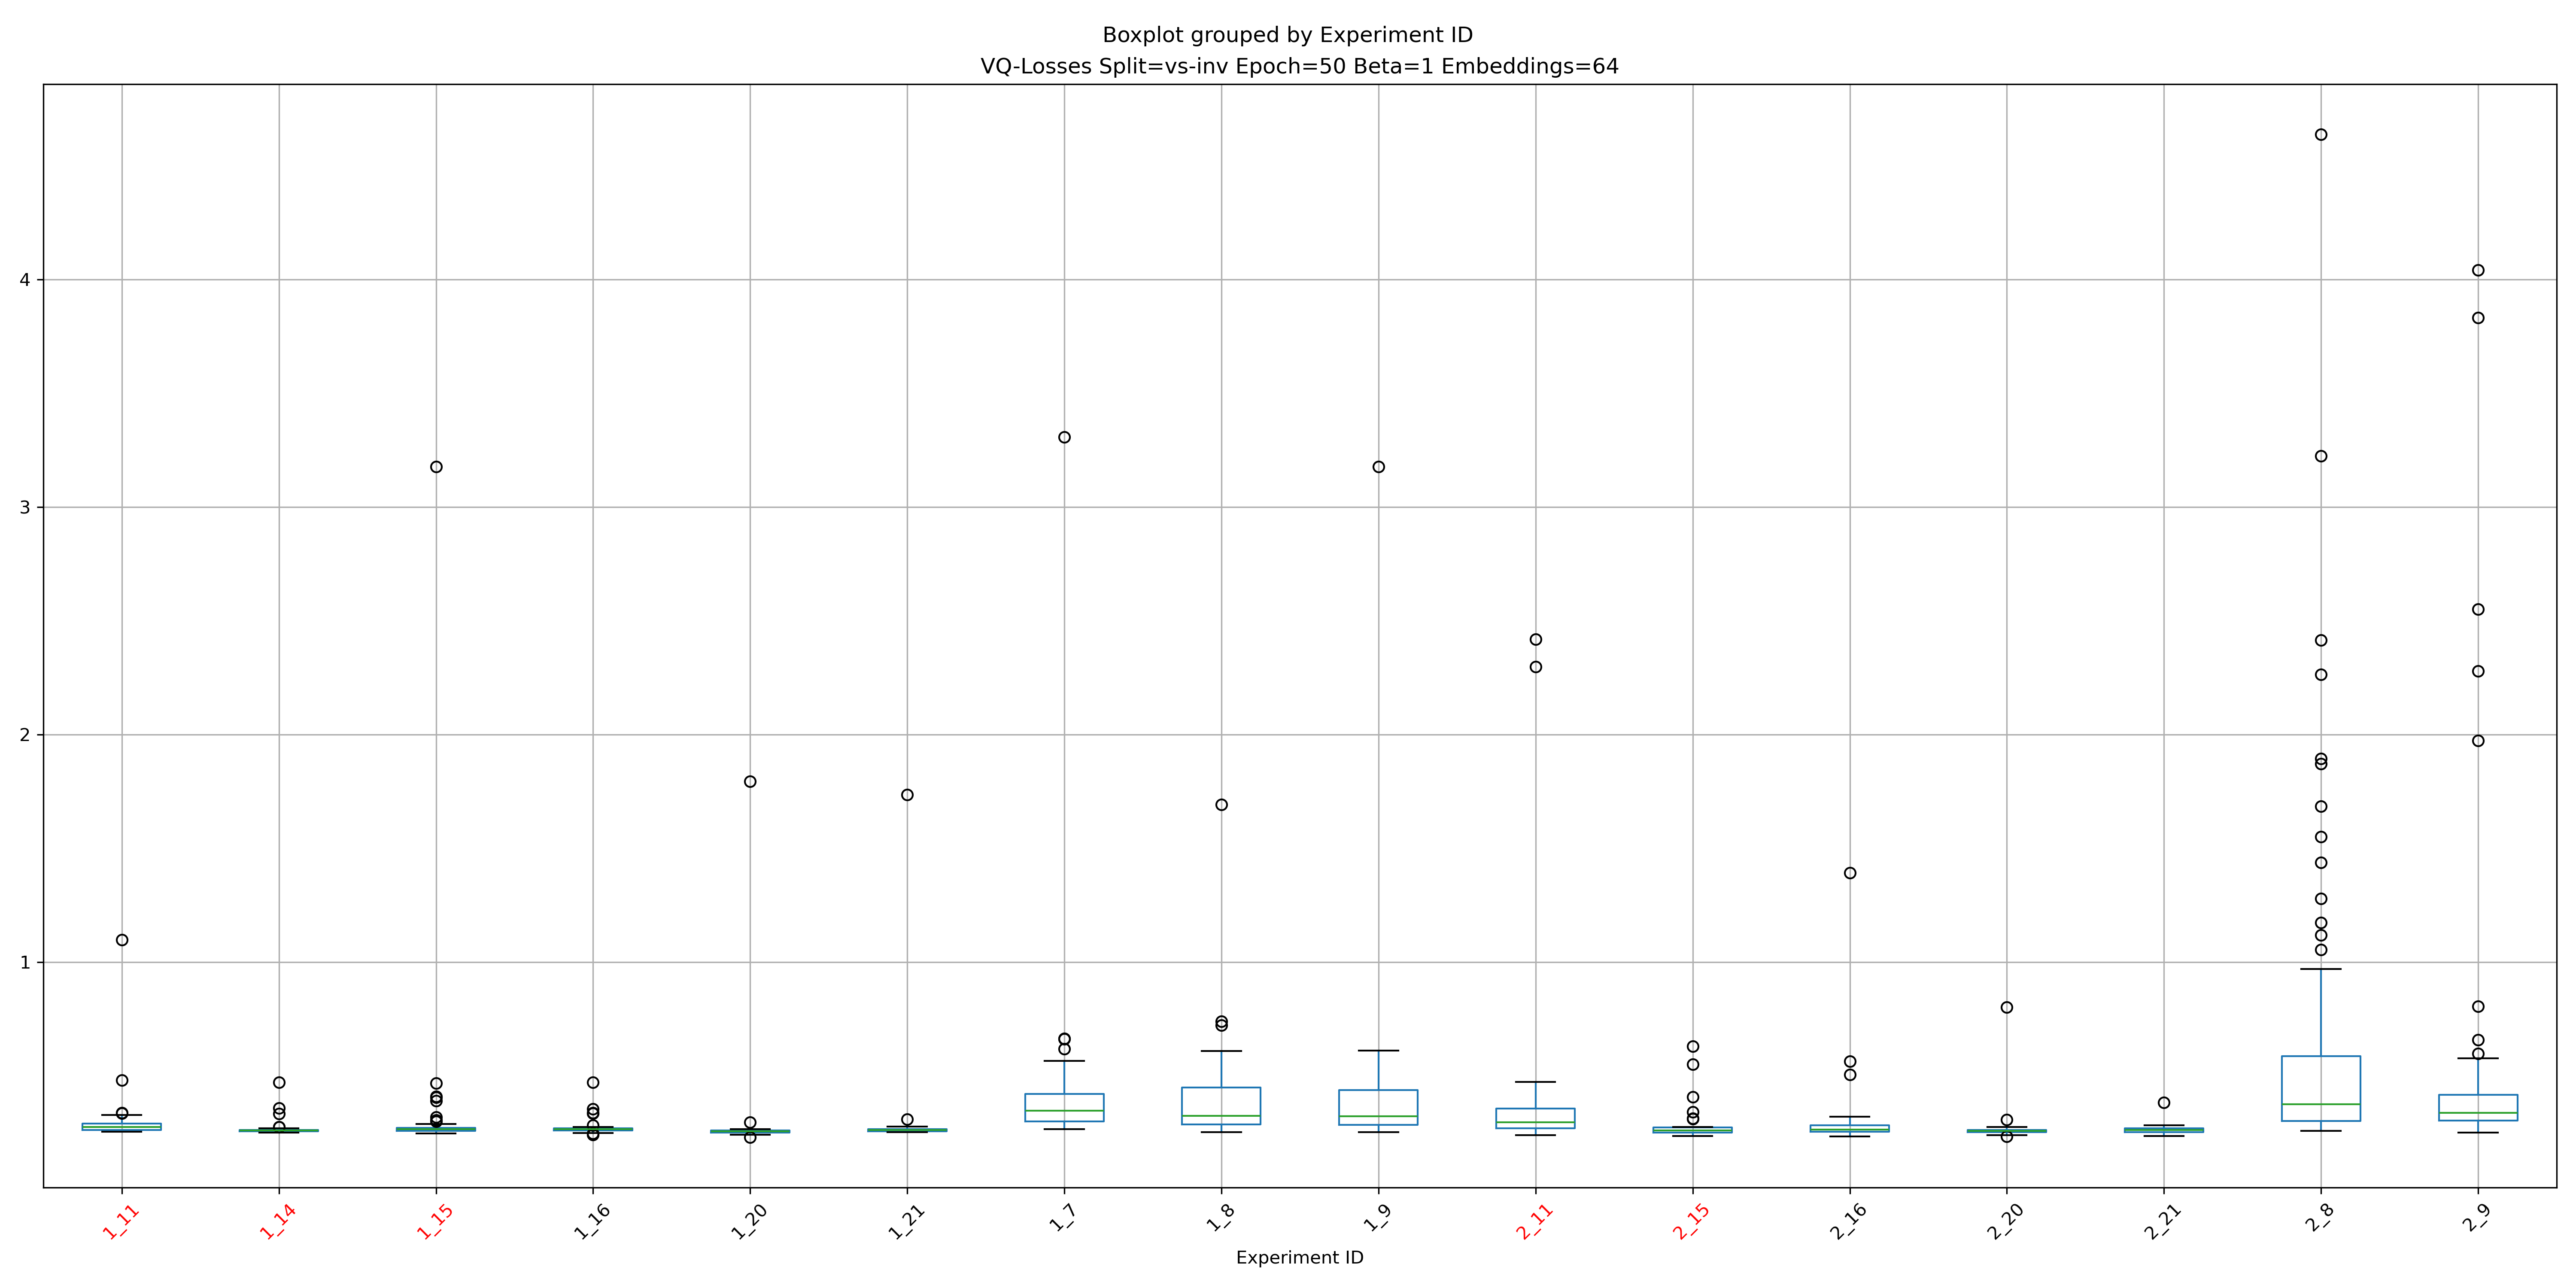 Boxplot grouped by Experiment ID
VQ-Losses Split=vs-inv Epoch=50 Beta=1 Embeddings=64
4
3
2
1
1_11 1_14 1_15 1_16 1_20 1_21 1_7 1_8 1_9 2_11 2_15 2_16 2_20 2_21 2_8 2_9
Experiment ID